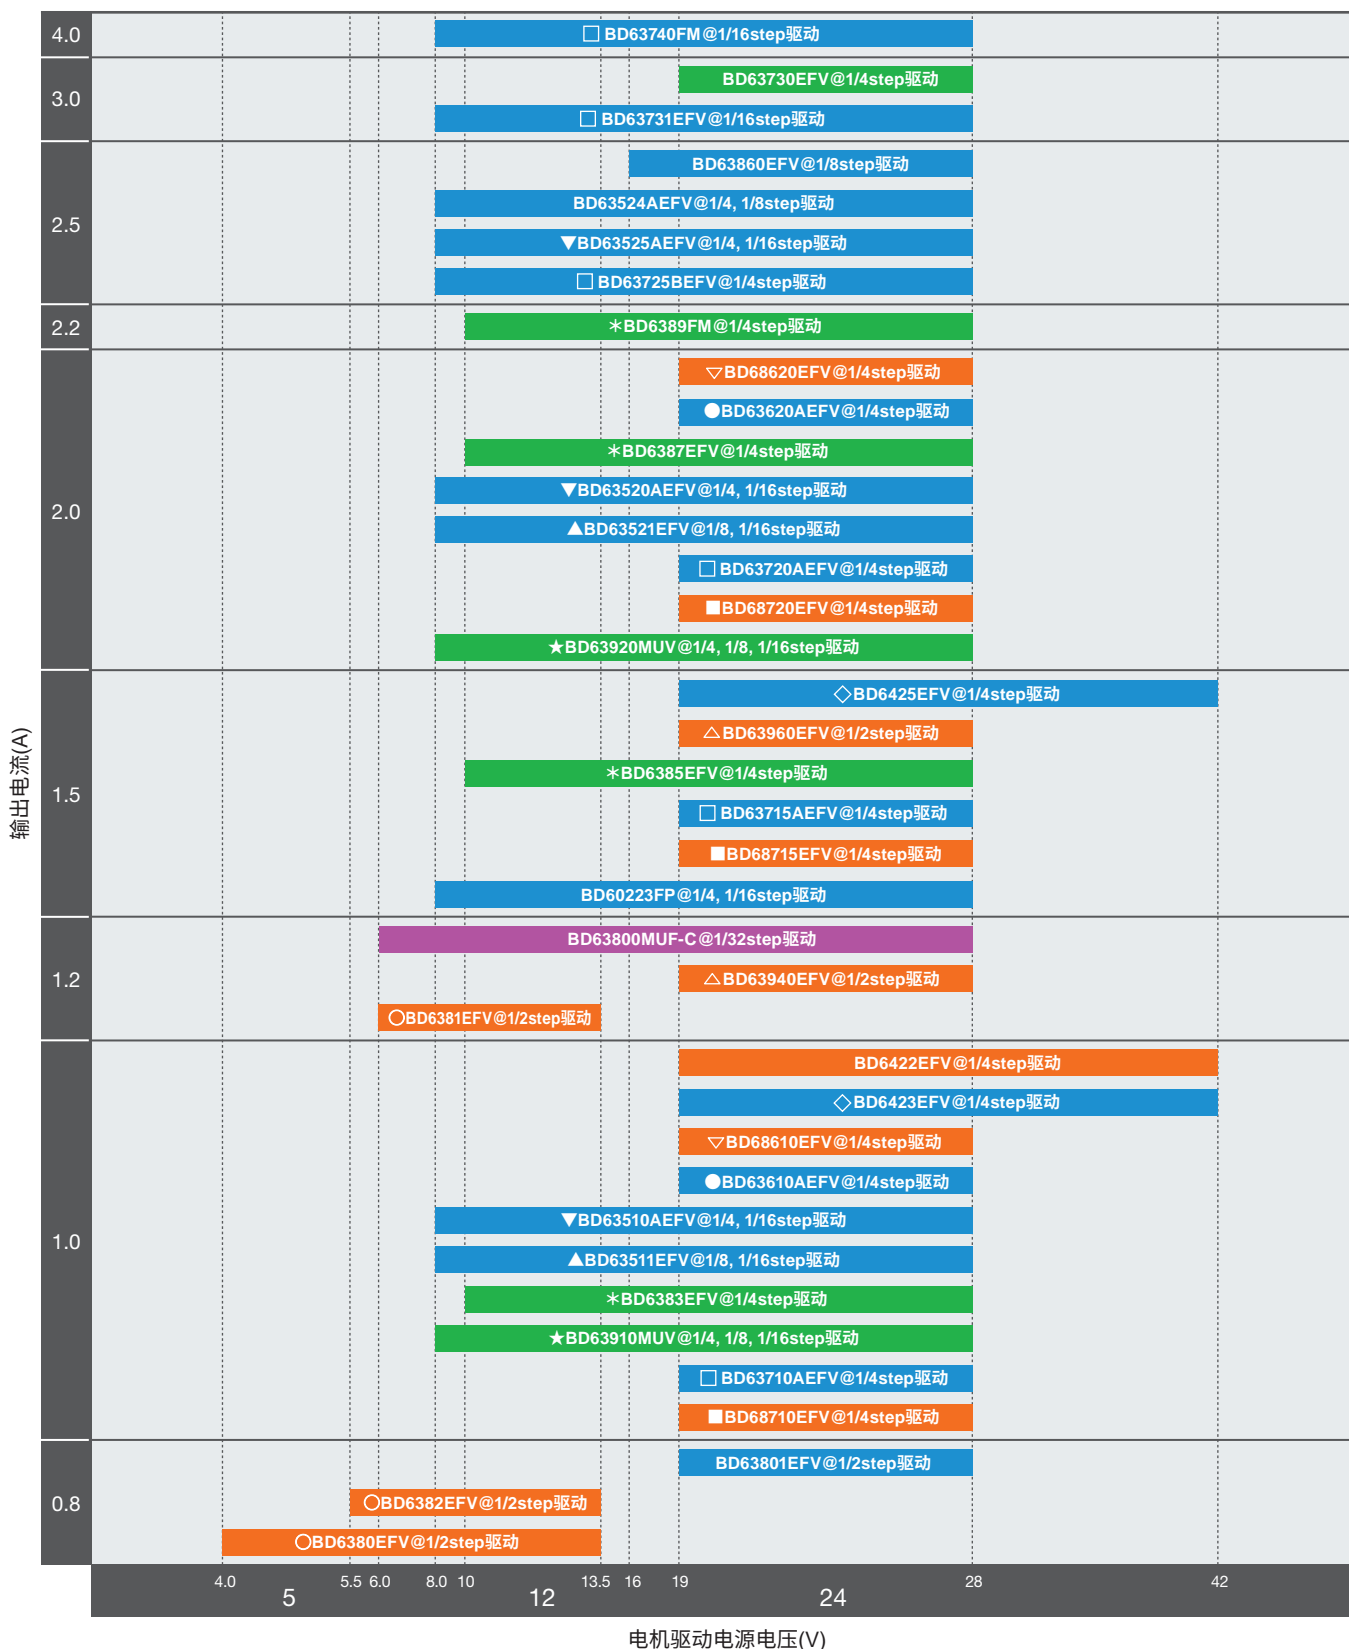 4.0
□ BD63740FM@1/16step驱动
3.0
BD63730EFV@1/4step驱动
□ BD63731EFV@1/16step驱动
2.5
BD63860EFV@1/8step驱动
BD63524AEFV@1/4, 1/8step驱动
▼BD63525AEFV@1/4, 1/16step驱动
□ BD63725BEFV@1/4step驱动
2.2
＊BD6389FM@1/4step驱动
2.0
▽BD68620EFV@1/4step驱动
●BD63620AEFV@1/4step驱动
＊BD6387EFV@1/4step驱动
▼BD63520AEFV@1/4, 1/16step驱动
▲BD63521EFV@1/8, 1/16step驱动
□ BD63720AEFV@1/4step驱动
■BD68720EFV@1/4step驱动
★BD63920MUV@1/4, 1/8, 1/16step驱动
输出电流(A)
1.5
◇BD6425EFV@1/4step驱动
△BD63960EFV@1/2step驱动
＊BD6385EFV@1/4step驱动
□ BD63715AEFV@1/4step驱动
■BD68715EFV@1/4step驱动
BD60223FP@1/4, 1/16step驱动
1.2
BD63800MUF-C@1/32step驱动
△BD63940EFV@1/2step驱动
○BD6381EFV@1/2step驱动
1.0
BD6422EFV@1/4step驱动
◇BD6423EFV@1/4step驱动
▽BD68610EFV@1/4step驱动
●BD63610AEFV@1/4step驱动
▼BD63510AEFV@1/4, 1/16step驱动
▲BD63511EFV@1/8, 1/16step驱动
＊BD6383EFV@1/4step驱动
★BD63910MUV@1/4, 1/8, 1/16step驱动
□ BD63710AEFV@1/4step驱动
■BD68710EFV@1/4step驱动
0.8
BD63801EFV@1/2step驱动
○BD6382EFV@1/2step驱动
○BD6380EFV@1/2step驱动
4.0 5.5 6.0 8.0 10 13.5 16 19 28 42
5 12 24
电机驱动电源电压(V)